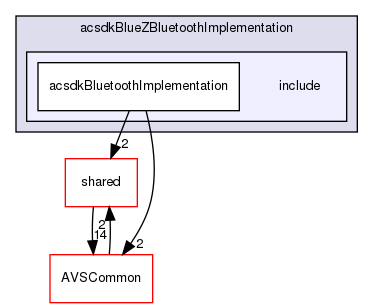 acsdkBlueZBluetoothImplementation
acsdkBluetoothImplementation
include
2
shared
2
14
2
AVSCommon